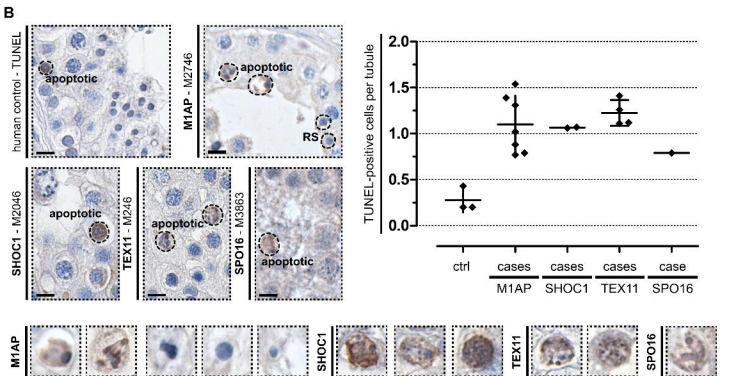 B
human control - TUNEL
apoptotic
M1AP - M2746
apoptotic
RS
SHOC1 - M2046
apoptotic
TEX11 - M246
apoptotic
SPO16 - M3863
apoptotic
TUNEL-positive cells per tubule
2.0
1.5
1.0
0.5
0.0
ctrl
cases
cases
cases
case
M1AP
SHOC1
TEX11
SPO16
M1AP
SHOC1
TEX11
SPO16